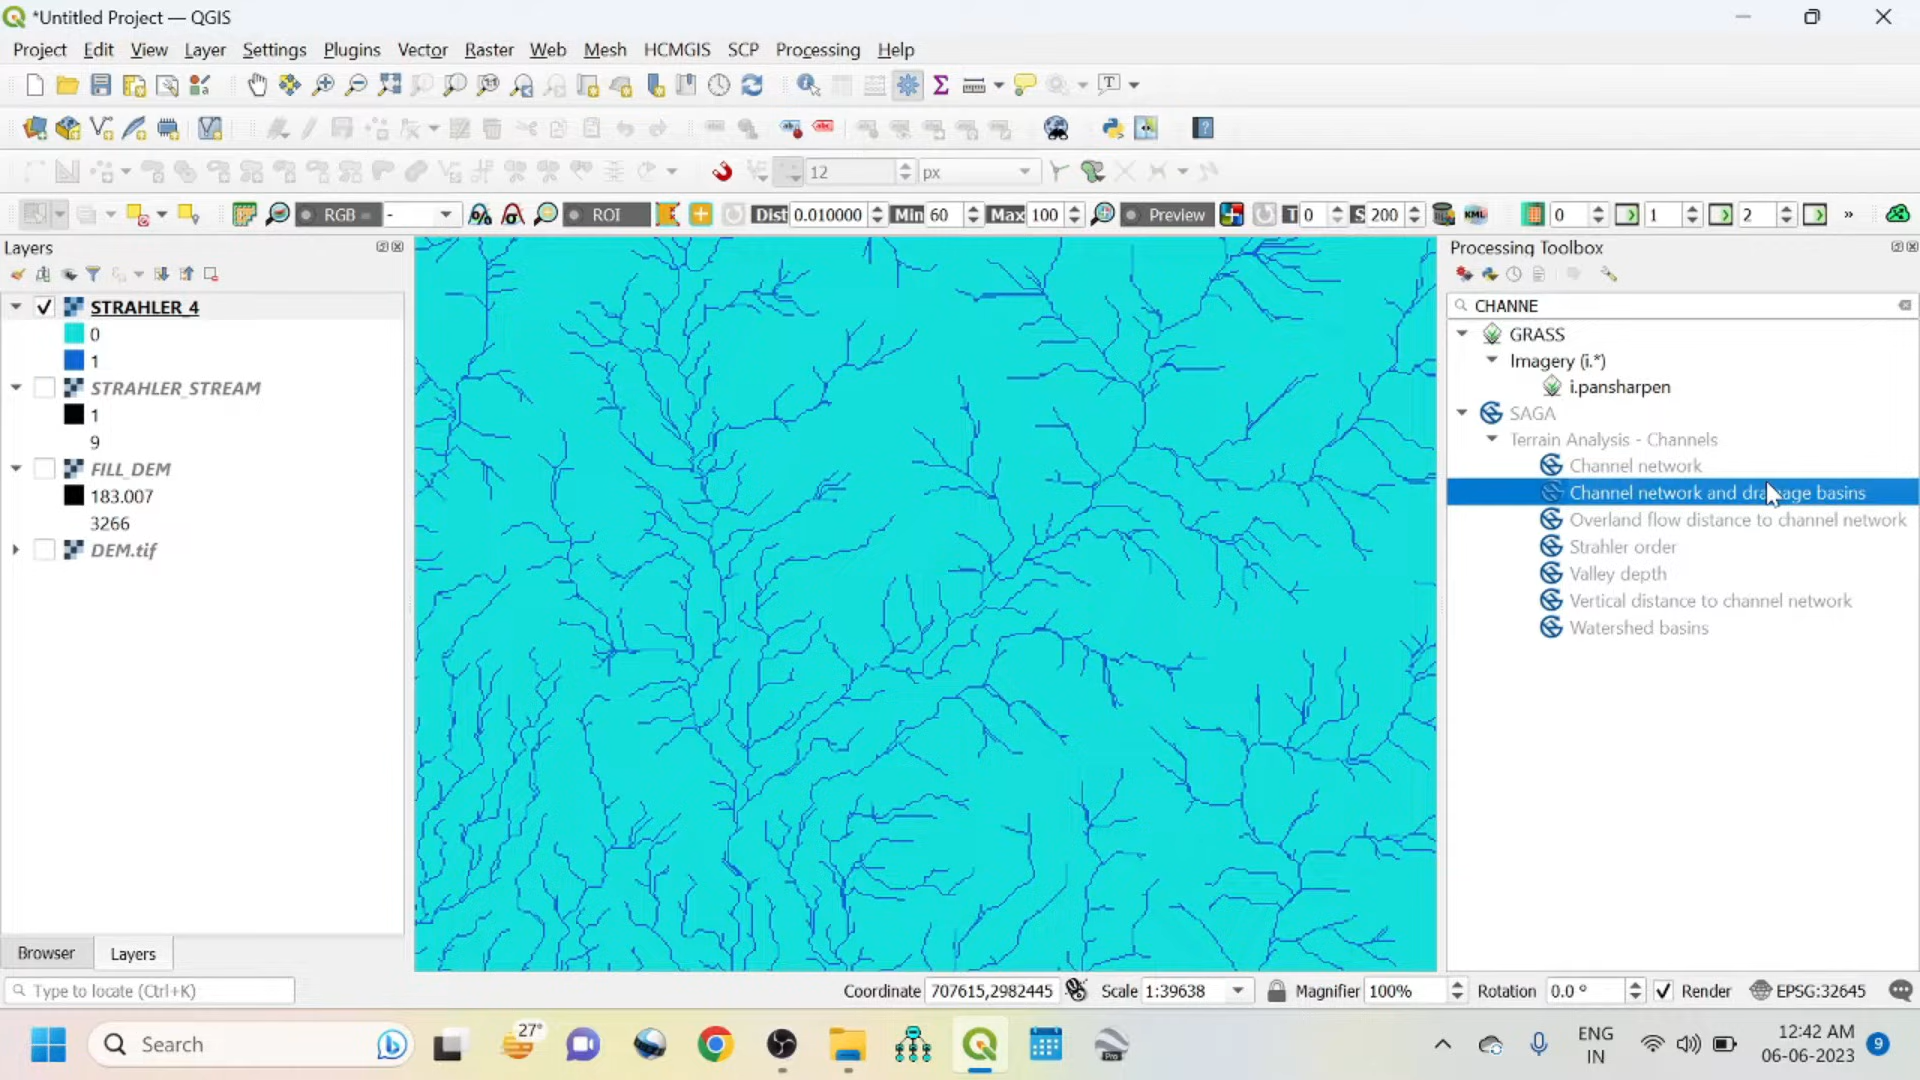 *Untitled Project — QGIS
Project Edit View Layer Settings Plugins Vector Raster Web Mesh HCMGIS SCP Processing Help
12 px
RGB = - ROI Dist 0.010000 Min 60 Max 100 Preview T 0 S 200 KML 0 1 2 »
Layers
Processing Toolbox
CHANNE
STRAHLER_4
0
1
STRAHLER_STREAM
1
9
FILL_DEM
183.007
3266
DEM.tif
GRASS
Imagery (i.*)
i.pansharpen
SAGA
Terrain Analysis - Channels
Channel network
Channel network and drainage basins
Overland flow distance to channel network
Strahler order
Valley depth
Vertical distance to channel network
Watershed basins
Browser Layers
Type to locate (Ctrl+K)
Coordinate 707615,2982445 Scale 1:39638 Magnifier 100% Rotation 0.0 ° Render EPSG:32645
Search
27°
Pro
ENG
IN
12:42 AM
06-06-2023
9